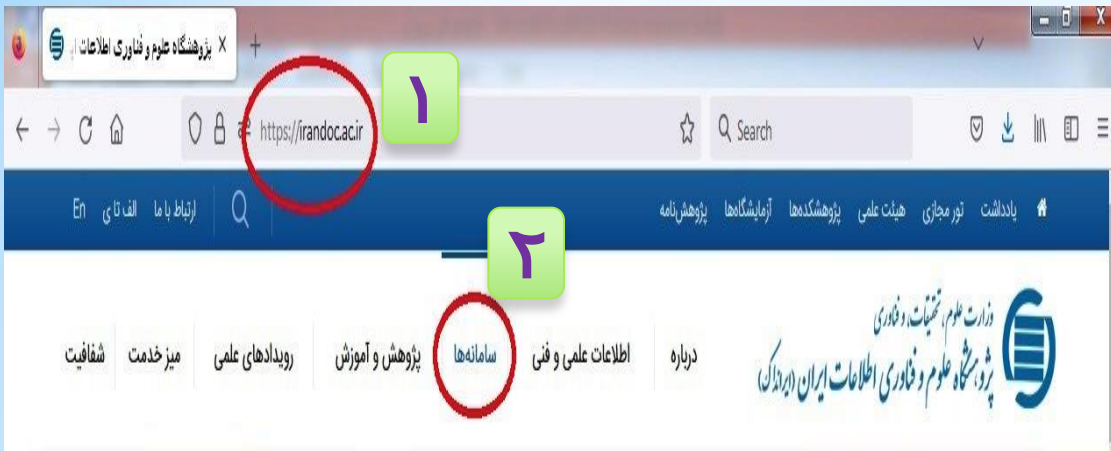 پژوهشگاه علوم و فناوری اطلاعات ای
۱
https://irandoc.ac.ir
Search
یادداشت تور مجازی هیئت علمی پژوهشکده‌ها آزمایشگاه‌ها پژوهش‌نامه
ارتباط با ما الف تا ی En
۲
وزارت علوم، تحقیقات، و فناوری
پژوهشگاه علوم و فناوری اطلاعات ایران (ایرانداک)
درباره اطلاعات علمی و فنی سامانه‌ها پژوهش و آموزش رویدادهای علمی میز خدمت شفافیت